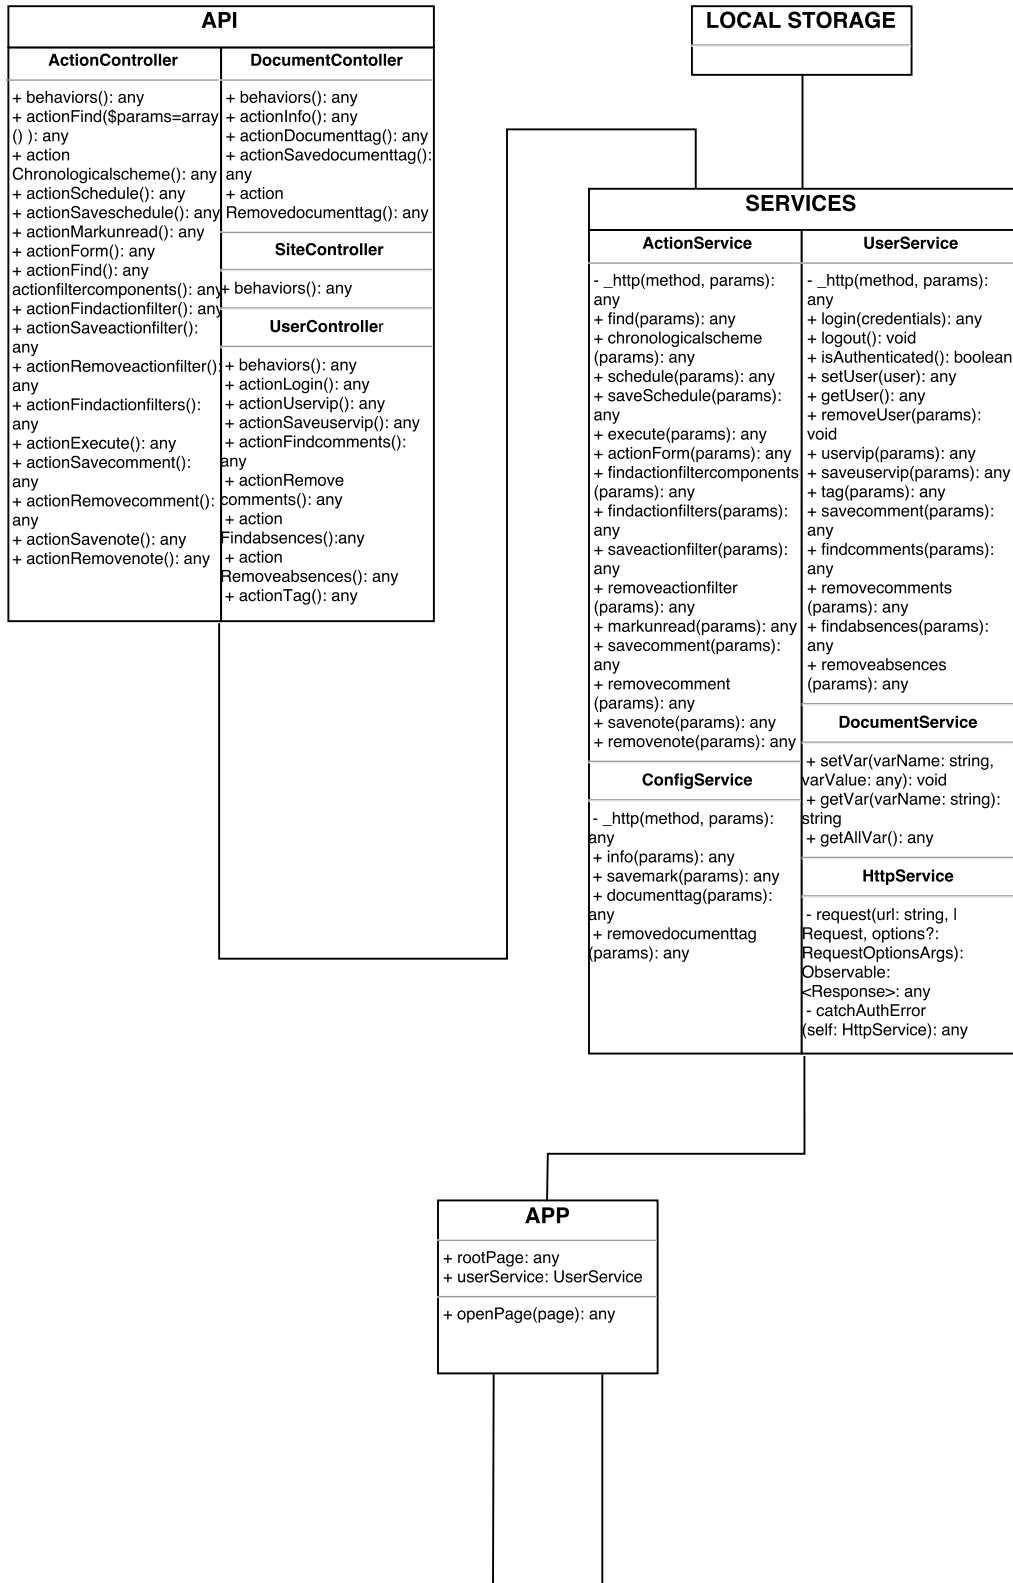 API
ActionController
+ behaviors(): any
+ actionFind($params=array
() ): any
+ action
Chronologicalscheme(): any
+ actionSchedule(): any
+ actionSaveschedule(): any
+ actionMarkunread(): any
+ actionForm(): any
+ actionFind(): any
actionfiltercomponents(): any
+ actionFindactionfilter(): any
+ actionSaveactionfilter():
any
+ actionRemoveactionfilter():
any
+ actionFindactionfilters():
any
+ actionExecute(): any
+ actionSavecomment():
any
+ actionRemovecomment():
any
+ actionSavenote(): any
+ actionRemovenote(): any
DocumentContoller
+ behaviors(): any
+ actionInfo(): any
+ actionDocumenttag(): any
+ actionSavedocumenttag():
any
+ action
Removedocumenttag(): any
SiteController
+ behaviors(): any
UserController
+ behaviors(): any
+ actionLogin(): any
+ actionUservip(): any
+ actionSaveuservip(): any
+ actionFindcomments():
any
+ actionRemove
comments(): any
+ action
Findabsences():any
+ action
Removeabsences(): any
+ actionTag(): any
LOCAL STORAGE
SERVICES
ActionService
- _http(method, params):
any
+ find(params): any
+ chronologicalscheme
(params): any
+ schedule(params): any
+ saveSchedule(params):
any
+ execute(params): any
+ actionForm(params): any
+ findactionfiltercomponents
(params): any
+ findactionfilters(params):
any
+ saveactionfilter(params):
any
+ removeactionfilter
(params): any
+ markunread(params): any
+ savecomment(params):
any
+ removecomment
(params): any
+ savenote(params): any
+ removenote(params): any
ConfigService
- _http(method, params):
any
+ info(params): any
+ savemark(params): any
+ documenttag(params):
any
+ removedocumenttag
(params): any
UserService
- _http(method, params):
any
+ login(credentials): any
+ logout(): void
+ isAuthenticated(): boolean
+ setUser(user): any
+ getUser(): any
+ removeUser(params):
void
+ uservip(params): any
+ saveuservip(params): any
+ tag(params): any
+ savecomment(params):
any
+ findcomments(params):
any
+ removecomments
(params): any
+ findabsences(params):
any
+ removeabsences
(params): any
DocumentService
+ setVar(varName: string,
varValue: any): void
+ getVar(varName: string):
string
+ getAllVar(): any
HttpService
- request(url: string, l
Request, options?:
RequestOptionsArgs):
Observable:
<Response>: any
- catchAuthError
(self: HttpService): any
APP
+ rootPage: any
+ userService: UserService
+ openPage(page): any